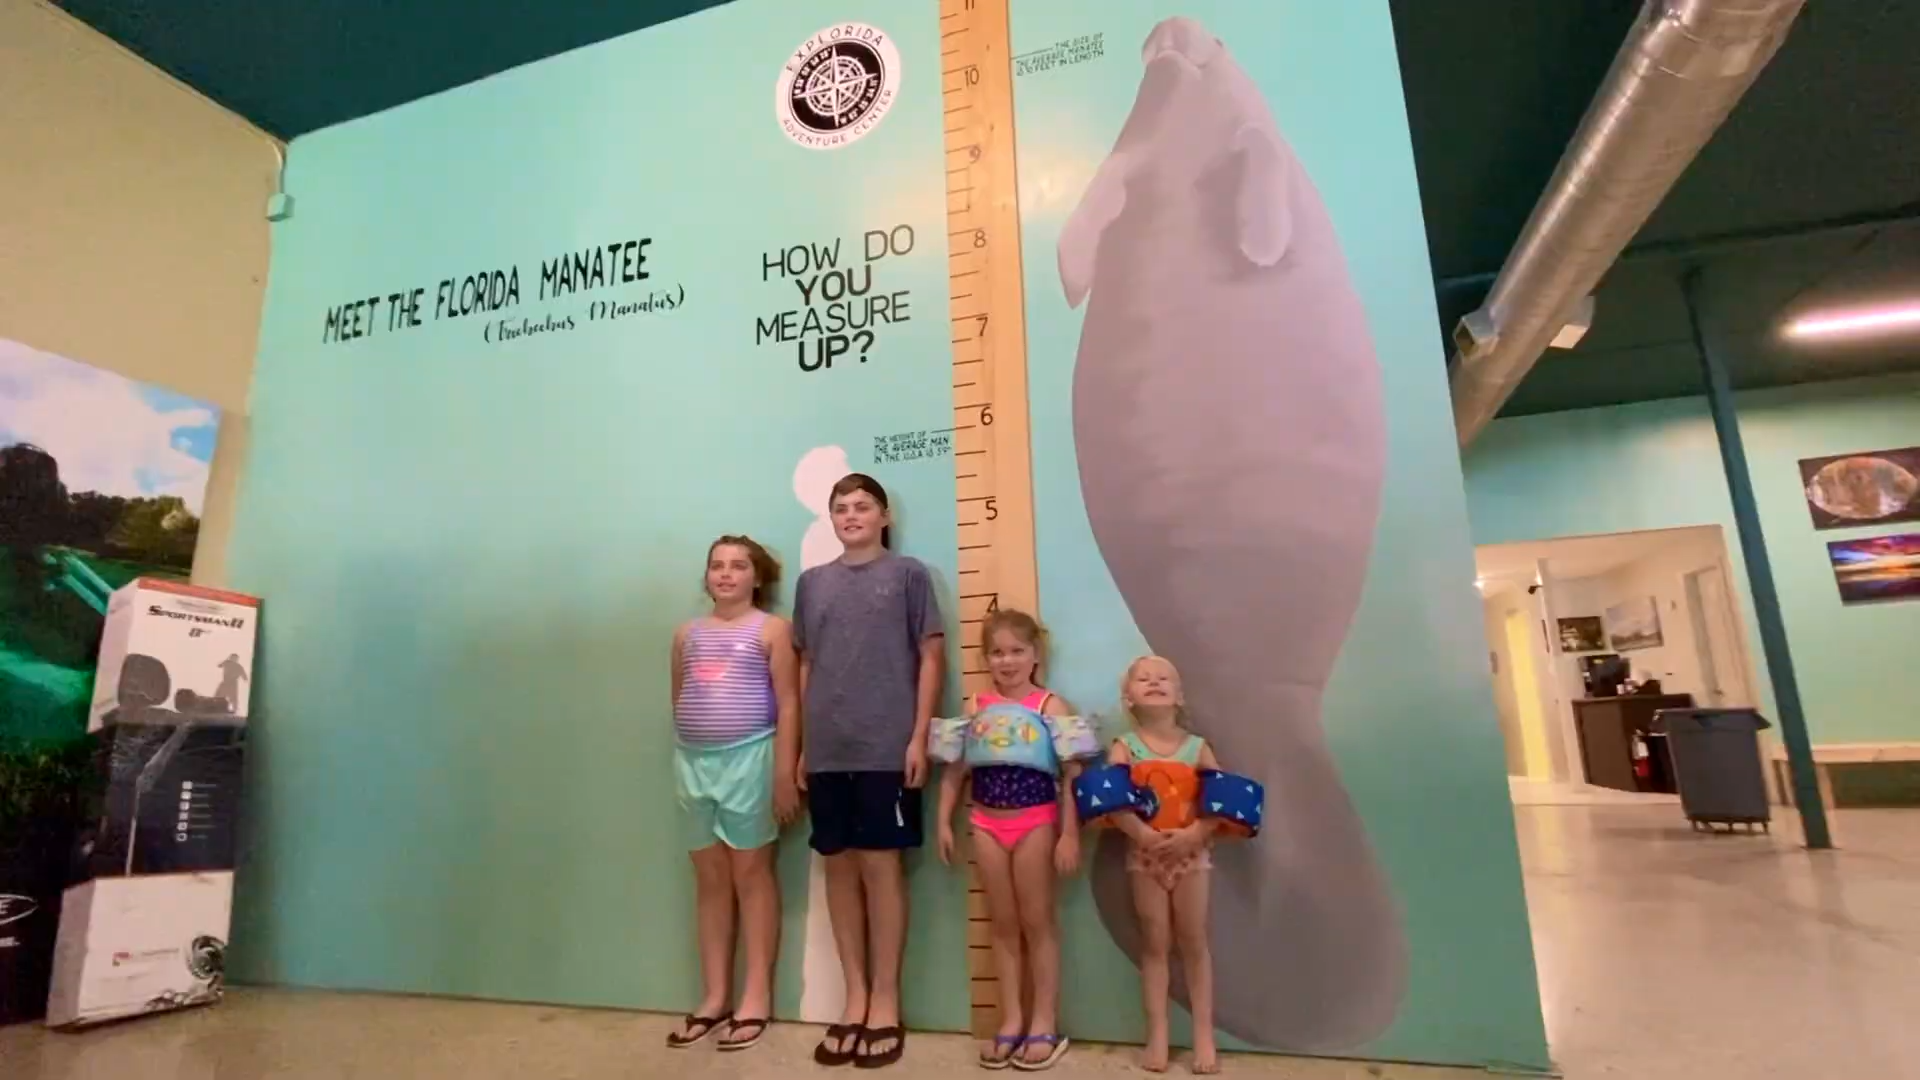 EXPLORIDA
ADVENTURE CENTER
11
THE SIZE OF
THE AVERAGE MANATEE
IS 10 FEET IN LENGTH
10
9
8
7
6
5
4
MEET THE FLORIDA MANATEE
(Trichechus Manatus)
HOW DO
YOU
MEASURE
UP?
THE HEIGHT OF
THE AVERAGE MAN
IN THE U.S.A IS 5'9"
SPORTSMAN II